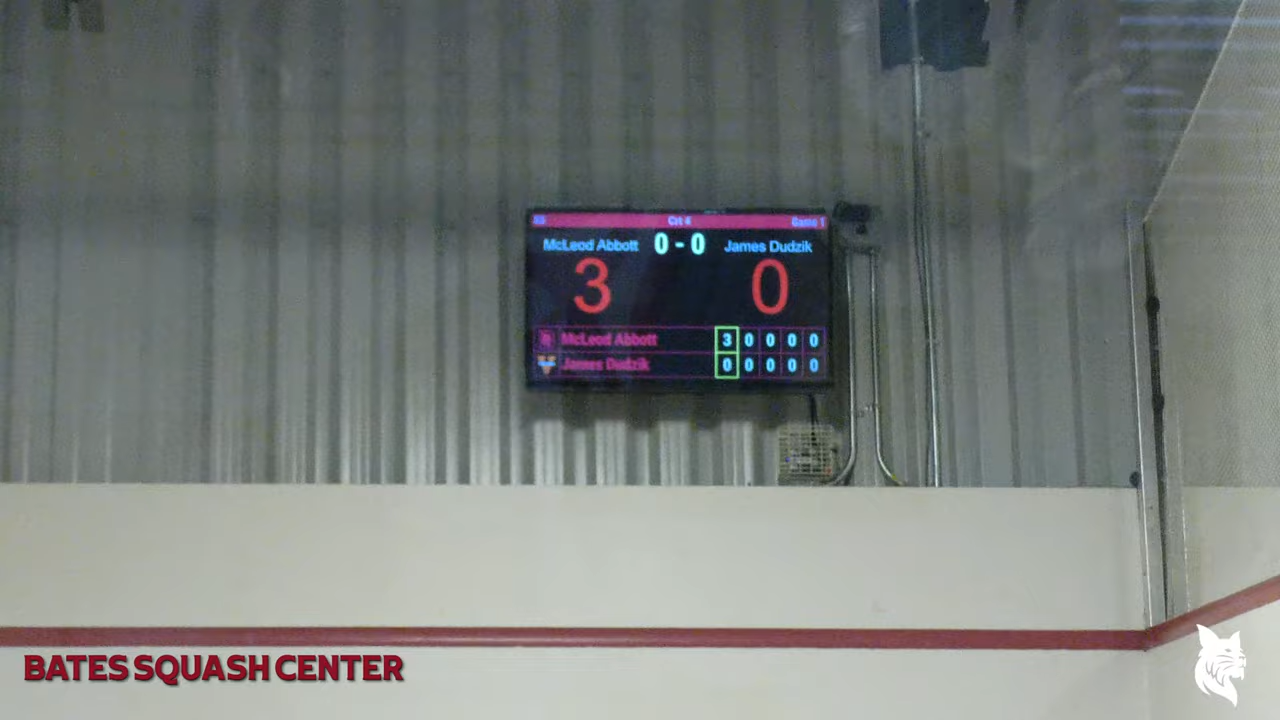 Crt 4
Game 1
McLeod Abbott 0 - 0 James Dudzik
3 0
McLeod Abbott 3 0 0 0 0
James Dudzik 0 0 0 0 0
BATES SQUASH CENTER